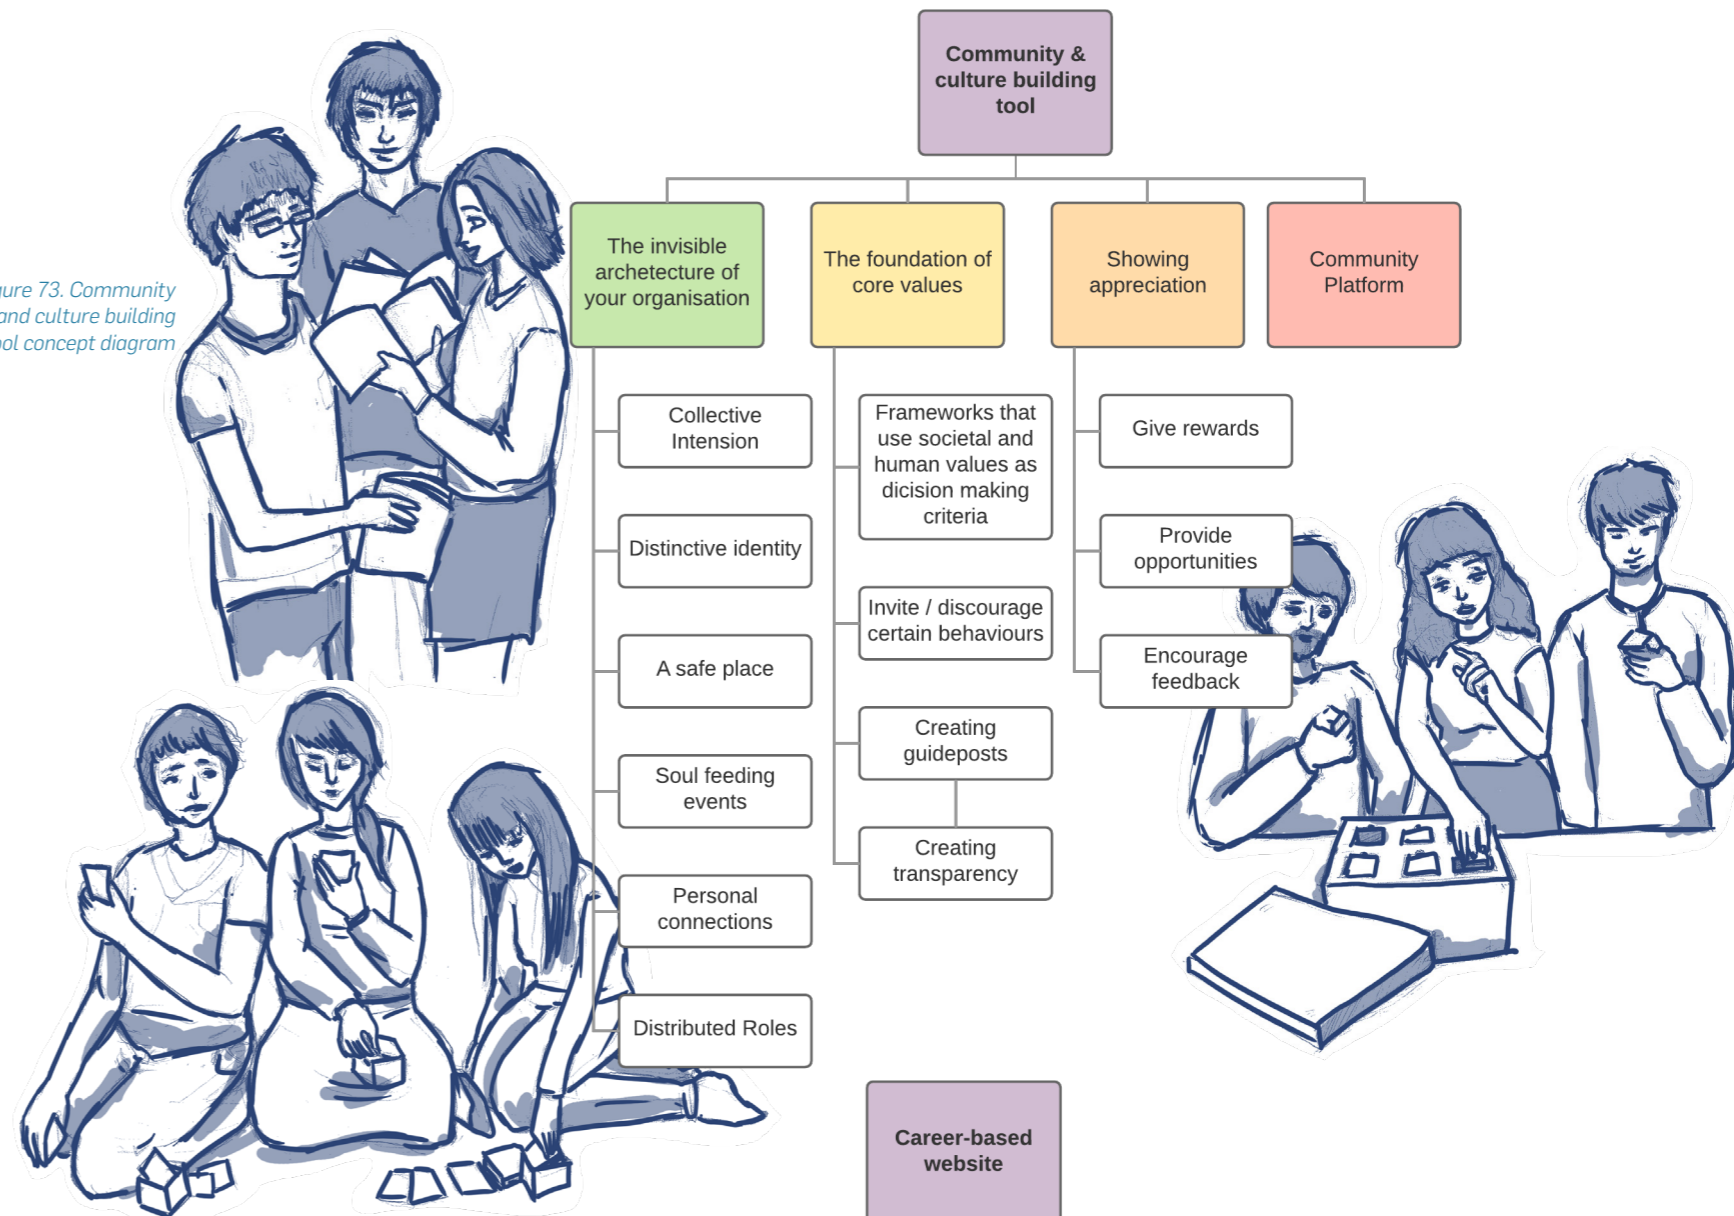 Community &
culture building
tool
The invisible
archetecture of
your organisation
The foundation of
core values
Showing
appreciation
Community
Platform
73. Community
and culture building
concept diagram
Collective
Intension
Distinctive identity
A safe place
Soul feeding
events
Personal
connections
Distributed Roles
Frameworks that
use societal and
human values as
dicision making
criteria
Invite / discourage
certain behaviours
Creating
guideposts
Creating
transparency
Give rewards
Provide
opportunities
Encourage
feedback
Career-based
website